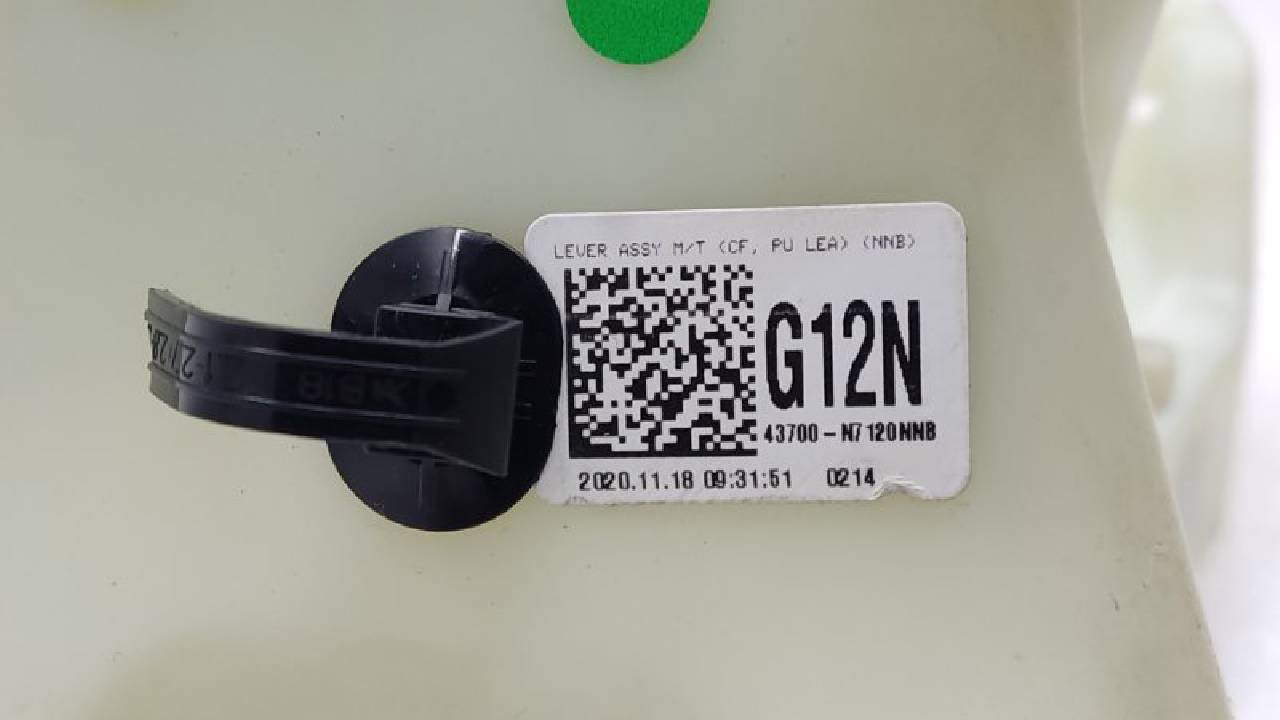 LEVER ASSY M/T (CF, PU LEA) (NNB)
G12N
43700-N7120NNB
2020.11.18 09:31:51 0214